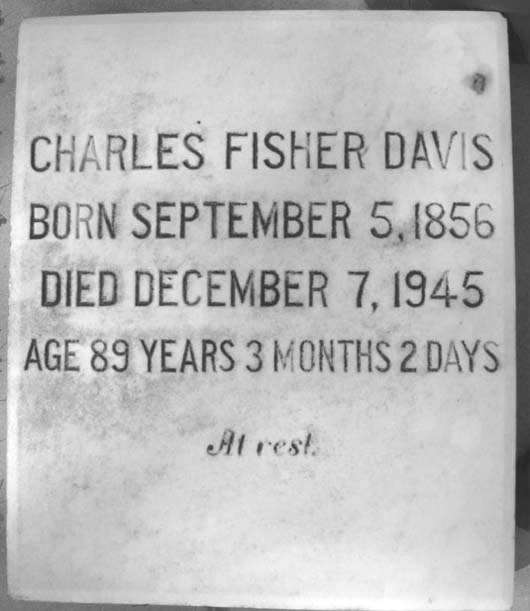 CHARLES FISHER DAVIS
BORN SEPTEMBER 5, 1856
DIED DECEMBER 7, 1945
AGE 89 YEARS 3 MONTHS 2 DAYS
At rest.